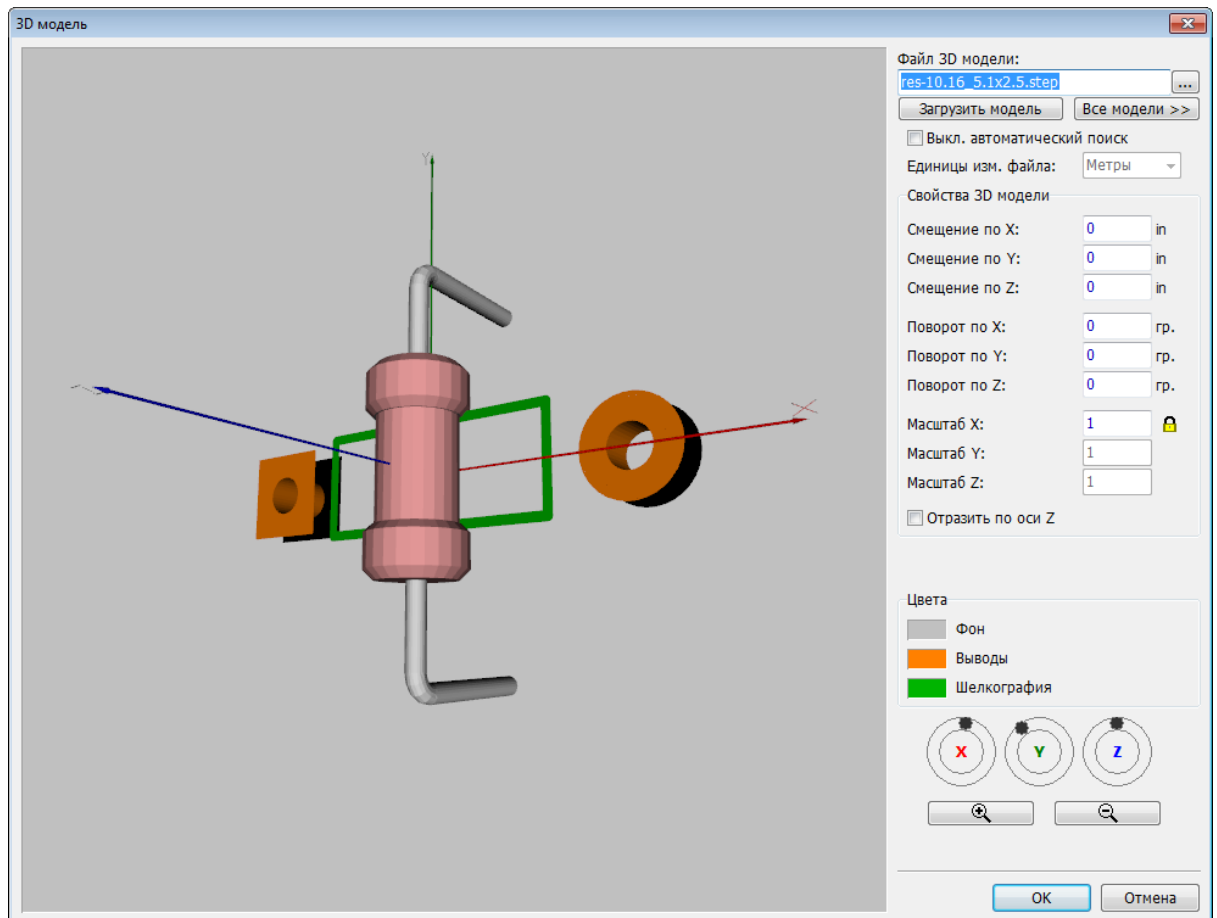 3D модель
Файл 3D модели:
res-10.16_5.1x2.5.step
...
Загрузить модель
Все модели >>
Выкл. автоматический поиск
Единицы изм. файла:
Метры
Свойства 3D модели
Смещение по X:
0
in
Смещение по Y:
0
in
Смещение по Z:
0
in
Поворот по X:
0
гр.
Поворот по Y:
0
гр.
Поворот по Z:
0
гр.
Масштаб X:
1
Масштаб Y:
1
Масштаб Z:
1
Отразить по оси Z
Цвета
Фон
Выводы
Шелкография
X
Y
Z
OK
Отмена
Y
X
Z